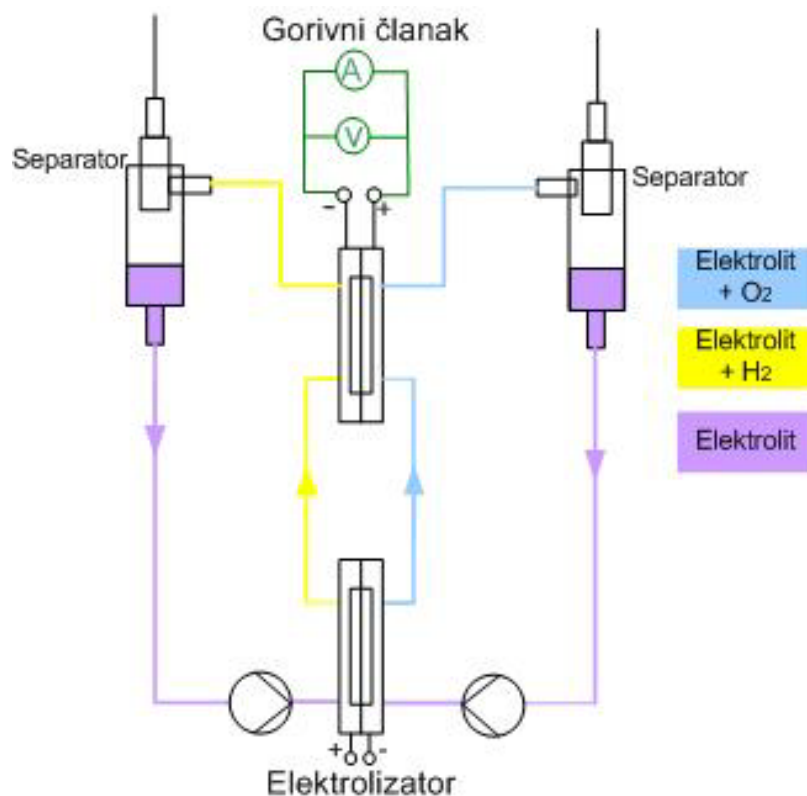 Gorivni članak
A
V
Separator
Separator
- +
Elektrolit
+ O2
Elektrolit
+ H2
Elektrolit
+ -
Elektrolizator